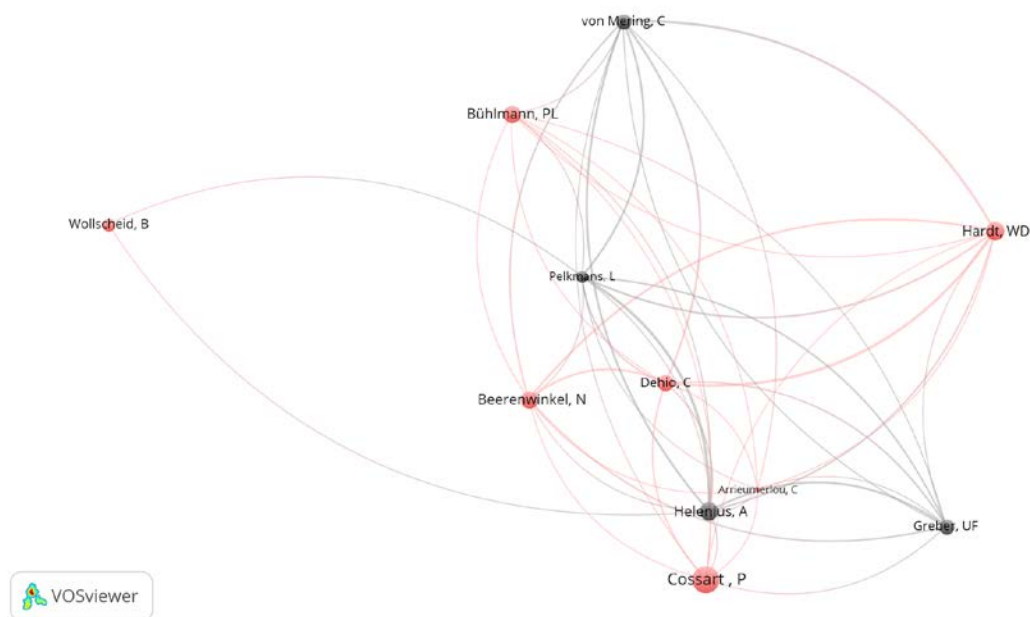 von Mering, C
Bühlmann, PL
Wollscheid, B
Hardt, WD
Pelkmans, L
Dehio, C
Beerenwinkel, N
Arrieumerlou, C
Helenius, A
Greber, UF
Cossart , P
VOSviewer